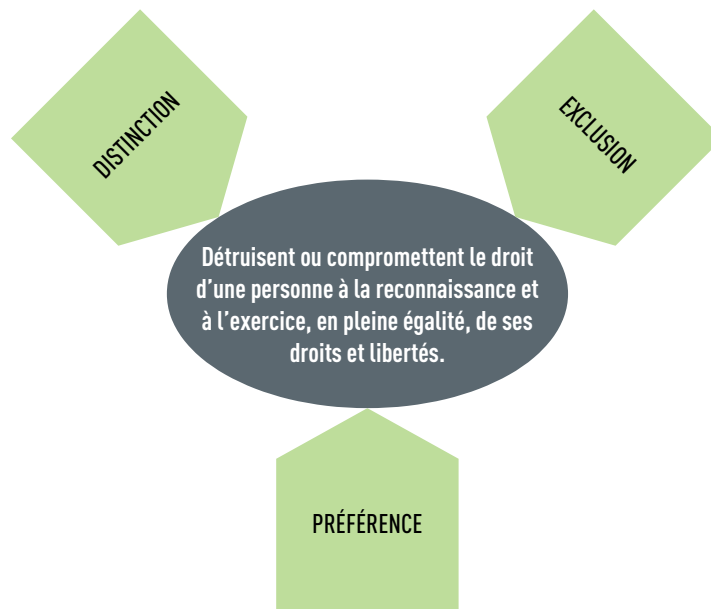 DISTINCTION
EXCLUSION
Détruisent ou compromettent le droit
d'une personne à la reconnaissance et
à l'exercice, en pleine égalité, de ses
droits et libertés.
PRÉFÉRENCE